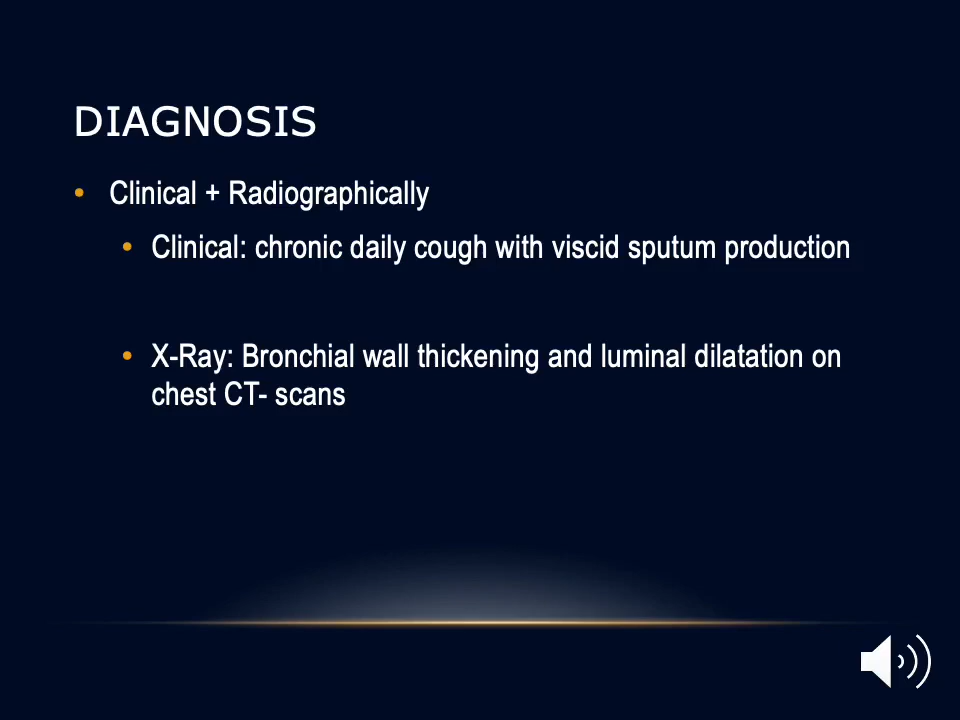 DIAGNOSIS
• Clinical + Radiographically
• Clinical: chronic daily cough with viscid sputum production
• X-Ray: Bronchial wall thickening and luminal dilatation on
chest CT- scans